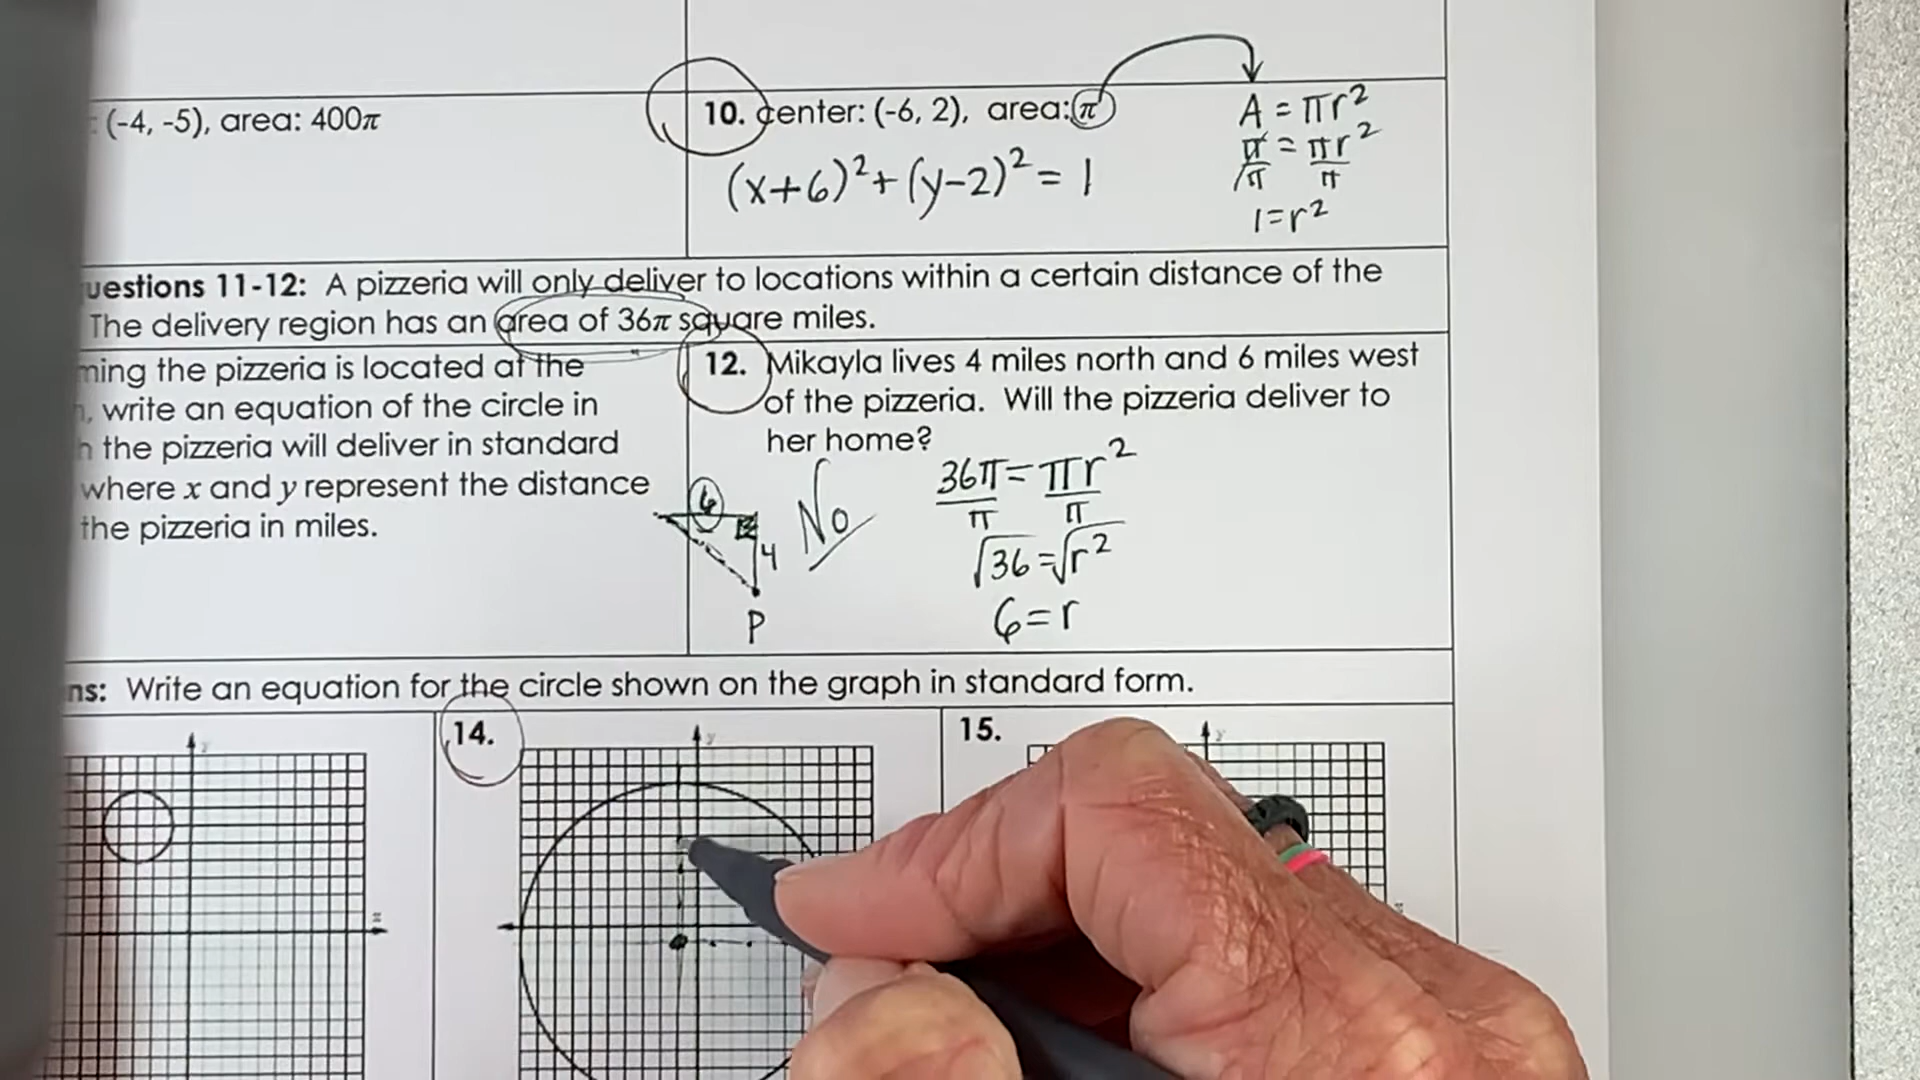 : (-4, -5), area: 400π
10. center: (-6, 2), area: π
(x+6)²+(y-2)²= 1
A = πr²
π/π = πr²/π
1=r²
uestions 11-12: A pizzeria will only deliver to locations within a certain distance of the
The delivery region has an area of 36π square miles.
ming the pizzeria is located at the
, write an equation of the circle in
h the pizzeria will deliver in standard
where x and y represent the distance
the pizzeria in miles.
12. Mikayla lives 4 miles north and 6 miles west
of the pizzeria. Will the pizzeria deliver to
her home?
6
4
P
No
36π/π = πr²/π
√36 = √r²
6=r
ns: Write an equation for the circle shown on the graph in standard form.
14.
15.
y
y